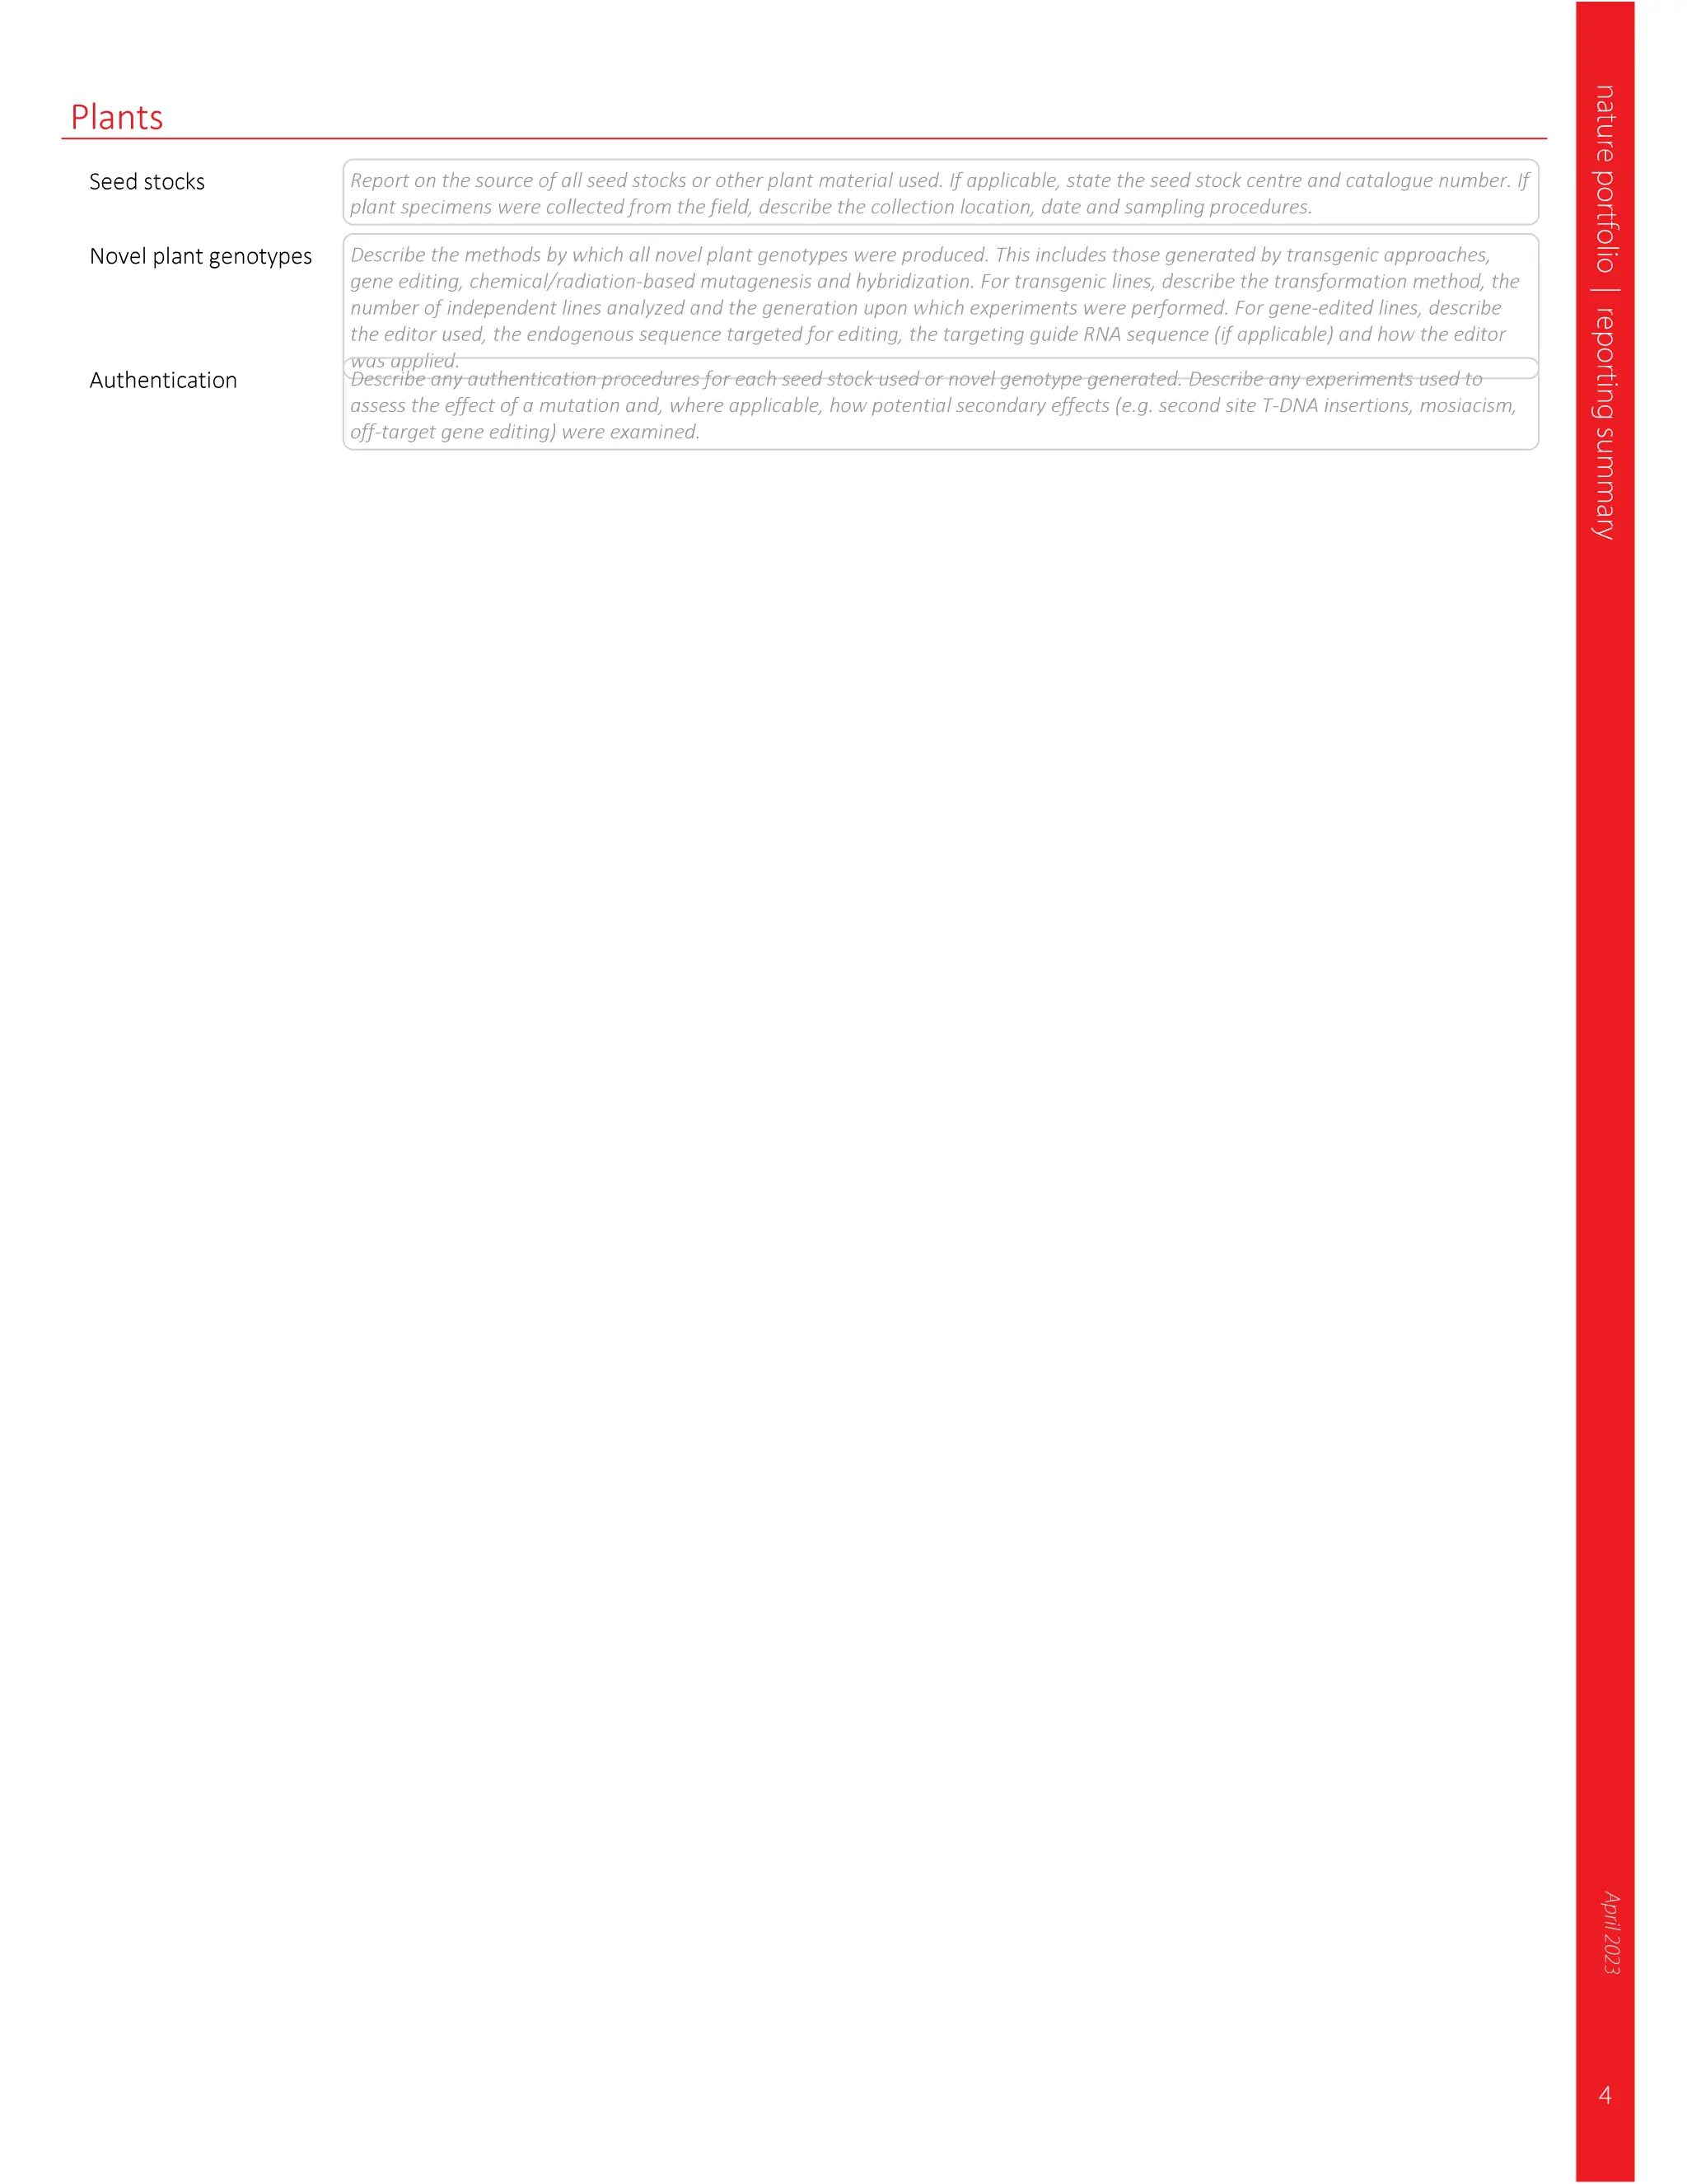 Plants
Seed stocks
Report on the source of all seed stocks or other plant material used. If applicable, state the seed stock centre and catalogue number. If
plant specimens were collected from the field, describe the collection location, date and sampling procedures.
Novel plant genotypes
Describe the methods by which all novel plant genotypes were produced. This includes those generated by transgenic approaches,
gene editing, chemical/radiation-based mutagenesis and hybridization. For transgenic lines, describe the transformation method, the
number of independent lines analyzed and the generation upon which experiments were performed. For gene-edited lines, describe
the editor used, the endogenous sequence targeted for editing, the targeting guide RNA sequence (if applicable) and how the editor
was applied.
Authentication
Describe any authentication procedures for each seed stock used or novel genotype generated. Describe any experiments used to
assess the effect of a mutation and, where applicable, how potential secondary effects (e.g. second site T-DNA insertions, mosiacism,
off-target gene editing) were examined.
nature portfolio | reporting summary
April 2023
4